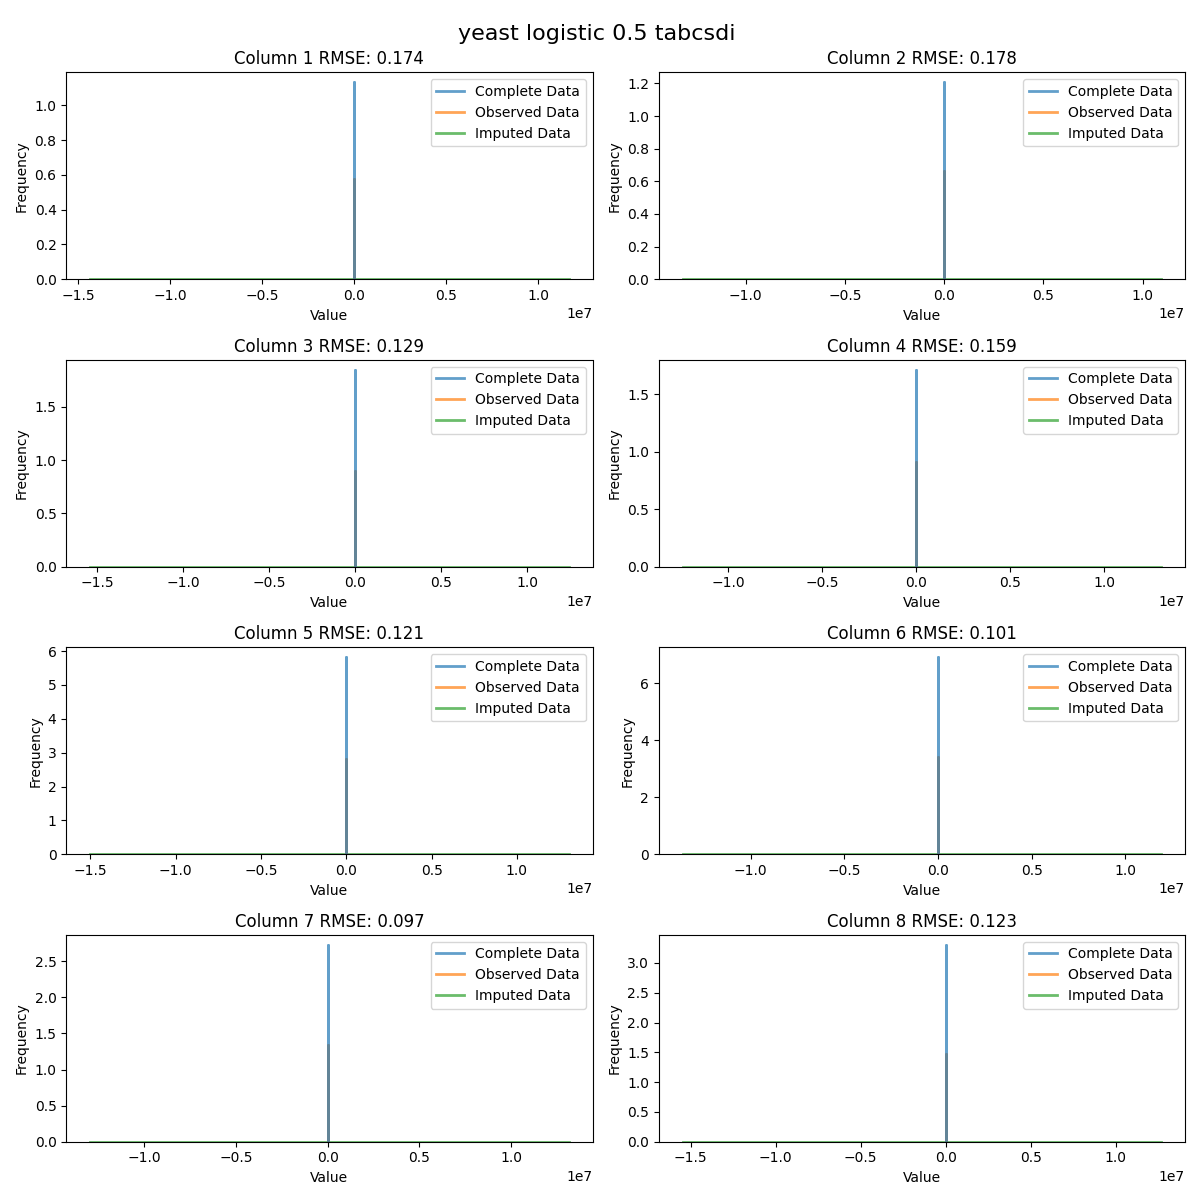 yeast logistic 0.5 tabcsdi
Column 1 RMSE: 0.174
Frequency
1.0
0.8
0.6
0.4
0.2
0.0
Complete Data
Observed Data
Imputed Data
−1.5 −1.0 −0.5 0.0 0.5 1.0
Value
1e7
Column 2 RMSE: 0.178
Frequency
1.2
1.0
0.8
0.6
0.4
0.2
0.0
Complete Data
Observed Data
Imputed Data
−1.0 −0.5 0.0 0.5 1.0
Value
1e7
Column 3 RMSE: 0.129
Frequency
1.5
1.0
0.5
0.0
Complete Data
Observed Data
Imputed Data
−1.5 −1.0 −0.5 0.0 0.5 1.0
Value
1e7
Column 4 RMSE: 0.159
Frequency
1.5
1.0
0.5
0.0
Complete Data
Observed Data
Imputed Data
−1.0 −0.5 0.0 0.5 1.0
Value
1e7
Column 5 RMSE: 0.121
Frequency
6
5
4
3
2
1
0
Complete Data
Observed Data
Imputed Data
−1.5 −1.0 −0.5 0.0 0.5 1.0
Value
1e7
Column 6 RMSE: 0.101
Frequency
6
4
2
0
Complete Data
Observed Data
Imputed Data
−1.0 −0.5 0.0 0.5 1.0
Value
1e7
Column 7 RMSE: 0.097
Frequency
2.5
2.0
1.5
1.0
0.5
0.0
Complete Data
Observed Data
Imputed Data
−1.0 −0.5 0.0 0.5 1.0
Value
1e7
Column 8 RMSE: 0.123
Frequency
3.0
2.5
2.0
1.5
1.0
0.5
0.0
Complete Data
Observed Data
Imputed Data
−1.5 −1.0 −0.5 0.0 0.5 1.0
Value
1e7